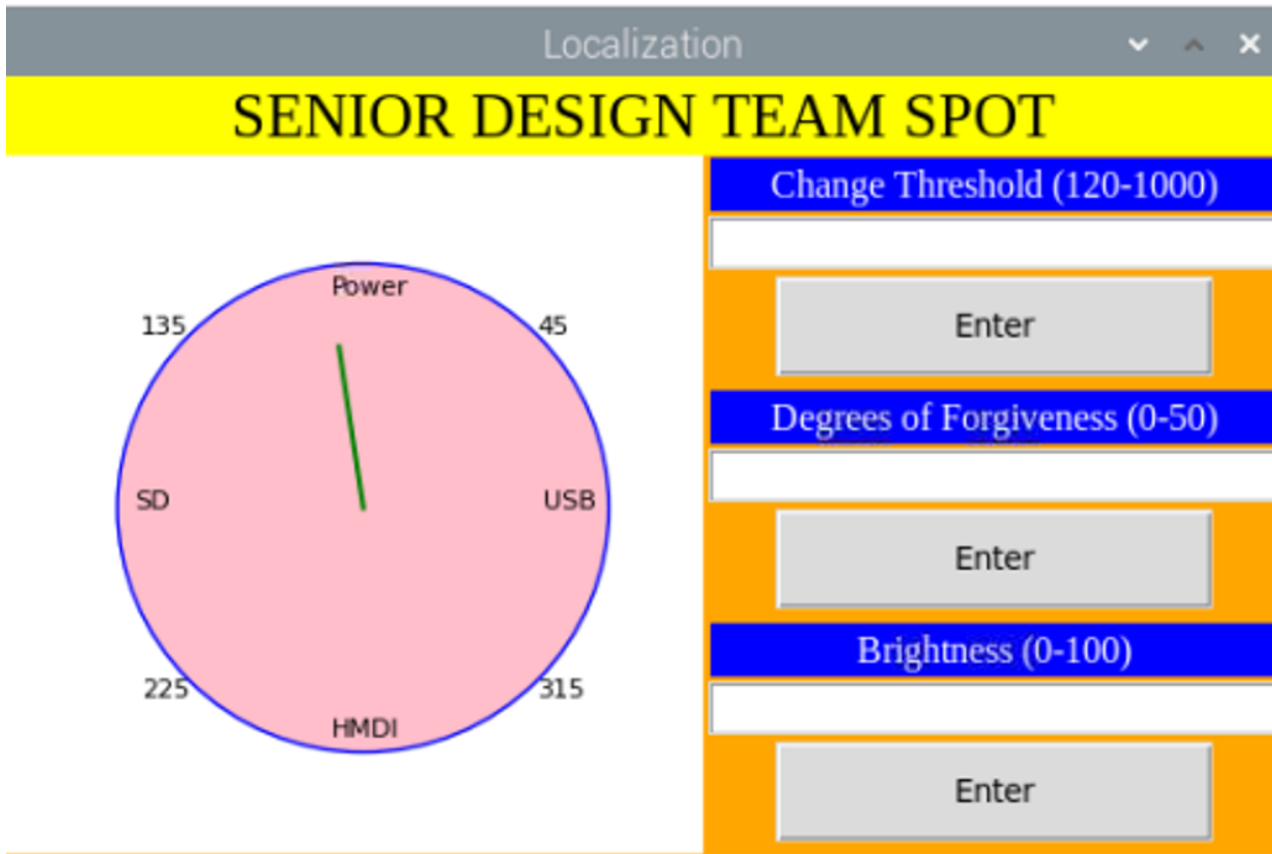 Localization
SENIOR DESIGN TEAM SPOT
Power
135
45
SD
USB
225
315
HMDI
Change Threshold (120-1000)
Enter
Degrees of Forgiveness (0-50)
Enter
Brightness (0-100)
Enter